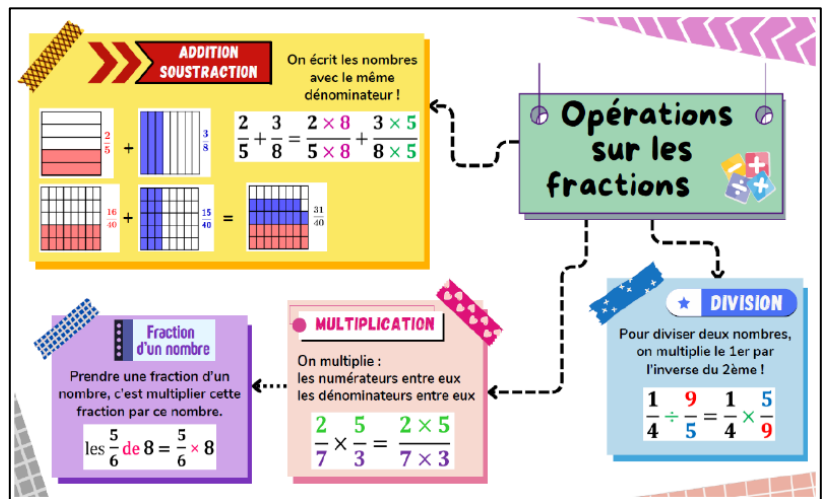 Opérations
sur les
fractions
ADDITION
SOUSTRACTION
On écrit les nombres
avec le même
dénominateur !
2/5 + 3/8 = 2 × 8/5 × 8 + 3 × 5/8 × 5
2/5 + 3/8
16/40 + 15/40 = 31/40
Fraction
d'un nombre
Prendre une fraction d'un
nombre, c'est multiplier cette
fraction par ce nombre.
les 5/6 de 8 = 5/6 × 8
MULTIPLICATION
On multiplie :
les numérateurs entre eux
les dénominateurs entre eux
2/7 × 5/3 = 2 × 5/7 × 3
DIVISION
Pour diviser deux nombres,
on multiplie le 1er par
l'inverse du 2ème !
1/4 ÷ 9/5 = 1/4 × 5/9